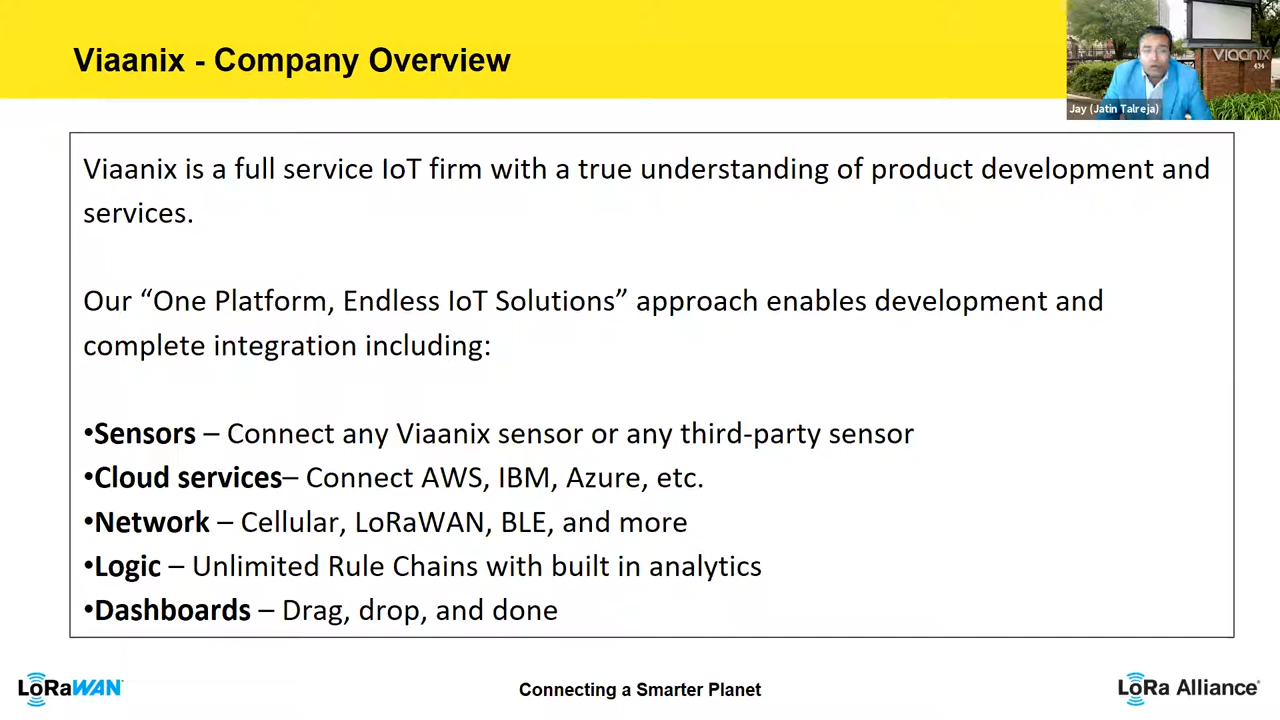 Viaanix - Company Overview
VIAANIX
434
Jay (Jatin Talreja)
Viaanix is a full service IoT firm with a true understanding of product development and
services.
Our “One Platform, Endless IoT Solutions” approach enables development and
complete integration including:
•Sensors – Connect any Viaanix sensor or any third-party sensor
•Cloud services– Connect AWS, IBM, Azure, etc.
•Network – Cellular, LoRaWAN, BLE, and more
•Logic – Unlimited Rule Chains with built in analytics
•Dashboards – Drag, drop, and done
LoRaWAN™
Connecting a Smarter Planet
LoRa Alliance®